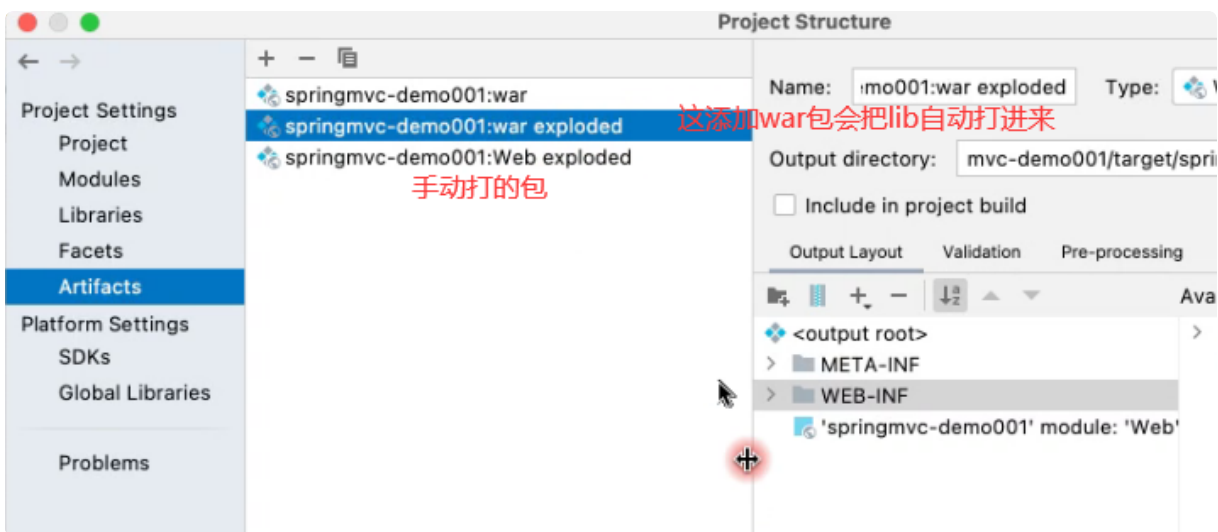 Project Structure
Project Settings
Project
Modules
Libraries
Facets
Artifacts
Platform Settings
SDKs
Global Libraries
Problems
springmvc-demo001:war
springmvc-demo001:war exploded
springmvc-demo001:Web exploded
手动打的包
这添加war包会把lib自动打进来
Name: mo001:war exploded Type:
Output directory: mvc-demo001/target/spri
Include in project build
Output Layout Validation Pre-processing
Ava
<output root>
META-INF
WEB-INF
'springmvc-demo001' module: 'Web'